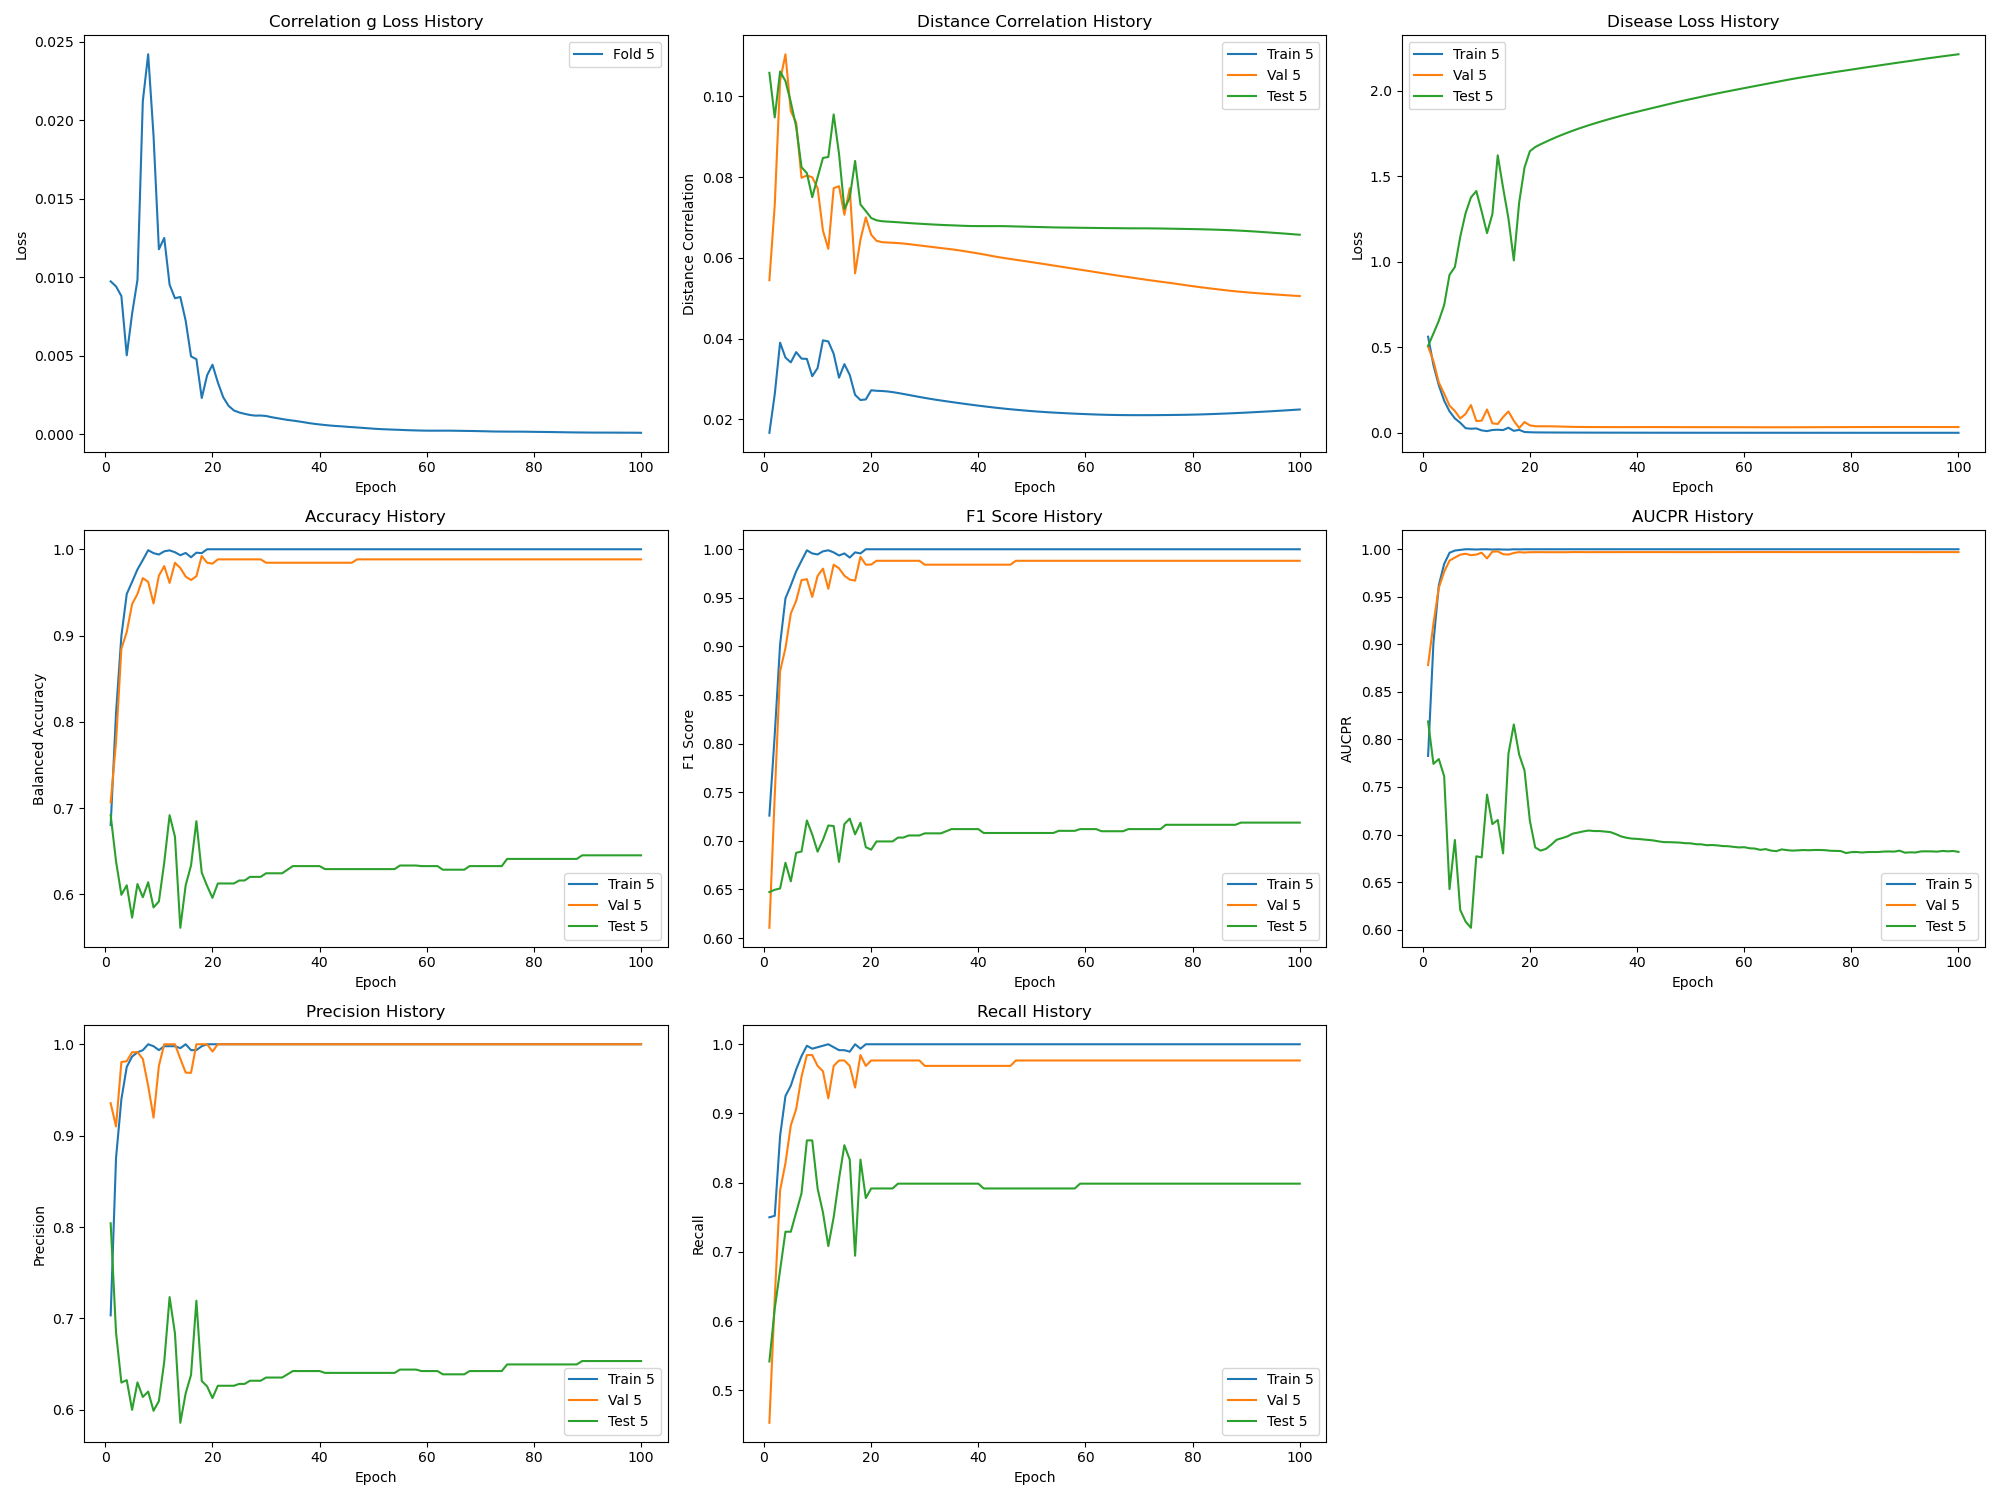 Correlation g Loss History
Loss
0.025
0.020
0.015
0.010
0.005
0.000
0 20 40 60 80 100
Epoch
Fold 5
Distance Correlation History
Distance Correlation
0.10
0.08
0.06
0.04
0.02
0 20 40 60 80 100
Epoch
Train 5
Val 5
Test 5
Disease Loss History
Loss
2.0
1.5
1.0
0.5
0.0
0 20 40 60 80 100
Epoch
Train 5
Val 5
Test 5
Accuracy History
Balanced Accuracy
1.0
0.9
0.8
0.7
0.6
0 20 40 60 80 100
Epoch
Train 5
Val 5
Test 5
F1 Score History
F1 Score
1.00
0.95
0.90
0.85
0.80
0.75
0.70
0.65
0.60
0 20 40 60 80 100
Epoch
Train 5
Val 5
Test 5
AUCPR History
AUCPR
1.00
0.95
0.90
0.85
0.80
0.75
0.70
0.65
0.60
0 20 40 60 80 100
Epoch
Train 5
Val 5
Test 5
Precision History
Precision
1.0
0.9
0.8
0.7
0.6
0 20 40 60 80 100
Epoch
Train 5
Val 5
Test 5
Recall History
Recall
1.0
0.9
0.8
0.7
0.6
0.5
0 20 40 60 80 100
Epoch
Train 5
Val 5
Test 5